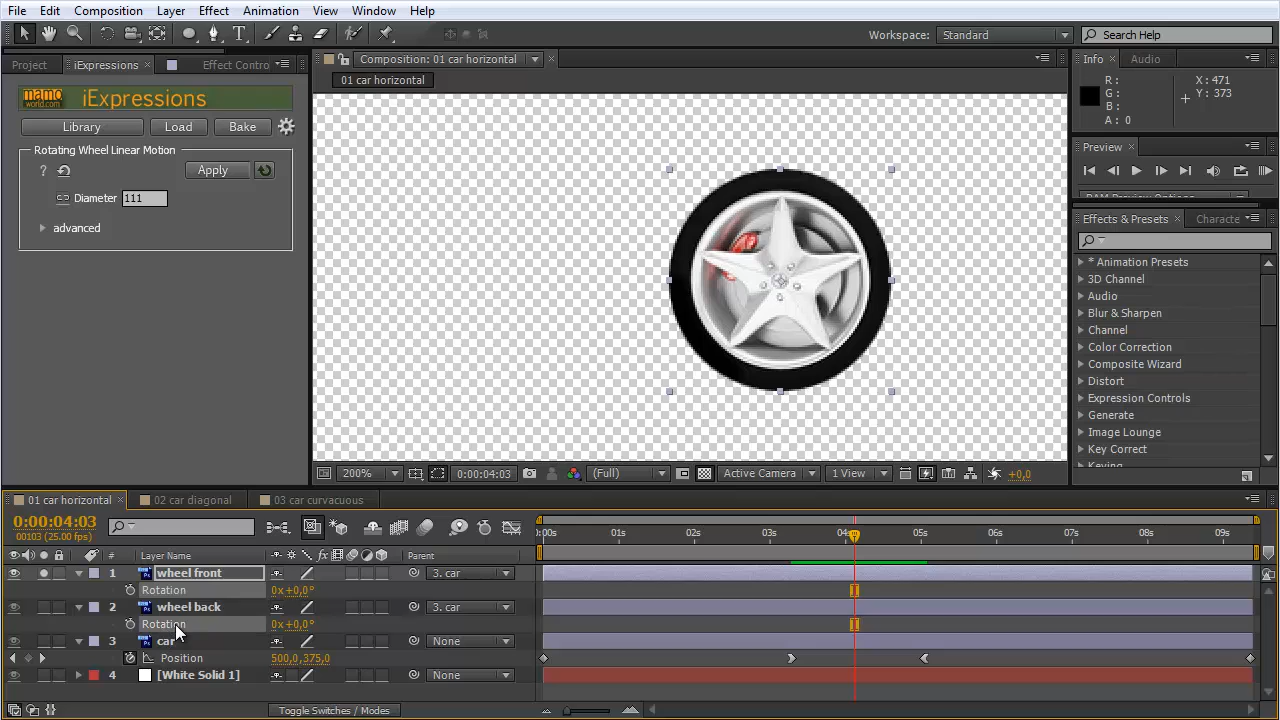 File Edit Composition Layer Effect Animation View Window Help
Workspace: Standard Search Help
Project iExpressions × Effect Contro
Composition: 01 car horizontal ×
Info × Audio
01 car horizontal
mamoworld.com iExpressions
R: X: 471
G: Y: 373
B:
A: 0
Library Load Bake
Rotating Wheel Linear Motion
? Apply
Diameter 111
advanced
Preview ×
RAM Preview Options
Effects & Presets × Characte
* Animation Presets
3D Channel
Audio
Blur & Sharpen
Channel
Color Correction
Composite Wizard
Distort
Expression Controls
Generate
Image Lounge
Key Correct
Keying
200% 0:00:04:03 (Full) Active Camera 1 View +0,0
01 car horizontal × 02 car diagonal 03 car curvacuous
0:00:04:03
00103 (25.00 fps)
:00s 01s 02s 03s 04s 05s 06s 07s 08s 09s
# Layer Name fx Parent
1 wheel front 3. car
Rotation 0x+0,0°
2 wheel back 3. car
Rotation 0x+0,0°
3 car None
Position 500,0,375,0
4 [White Solid 1] None
Toggle Switches / Modes